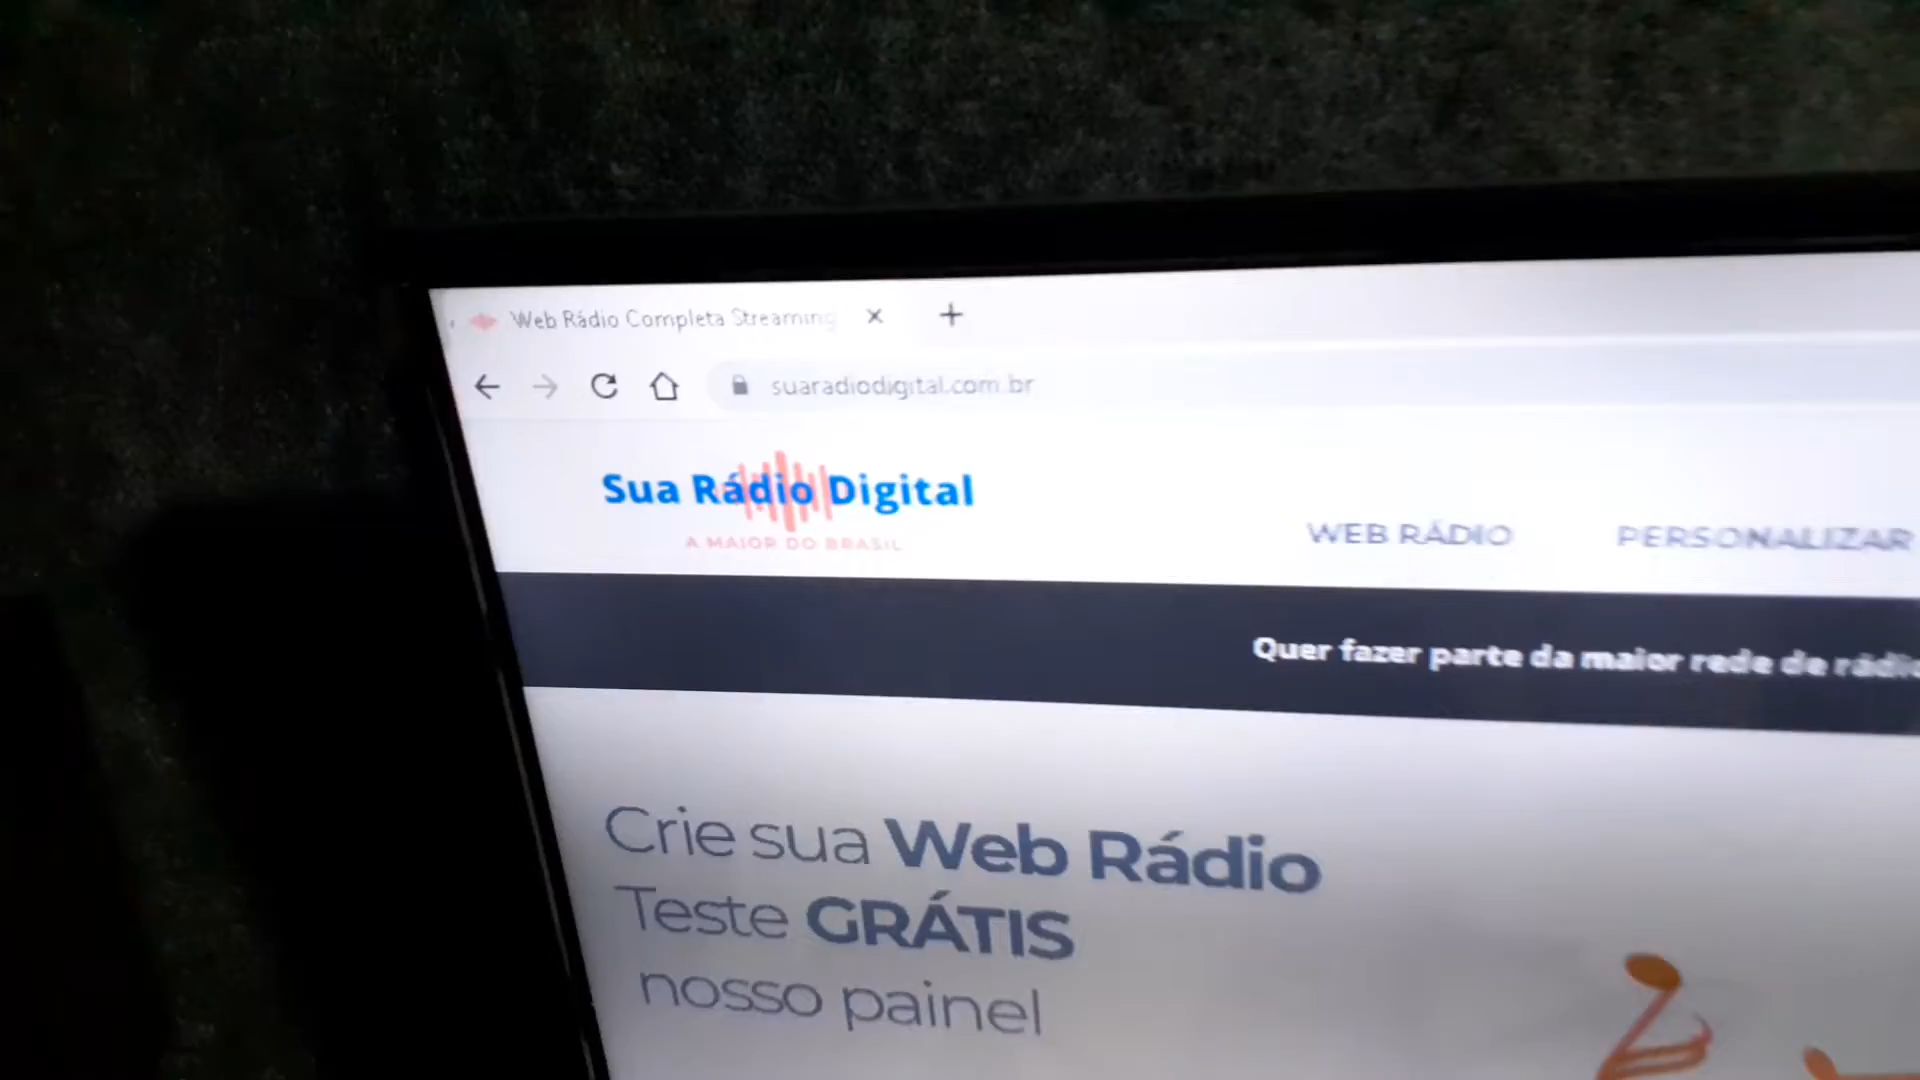 Web Rádio Completa Streaming
suaradiodigital.com.br
Sua Rádio Digital
A MAIOR DO BRASIL
WEB RÁDIO PERSONALIZAR
Quer fazer parte da maior rede de rádio
Crie sua Web Rádio
Teste GRÁTIS
nosso painel